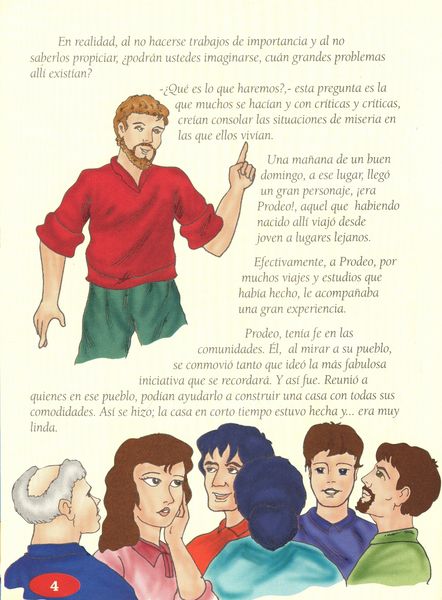 En realidad, al no hacerse trabajos de importancia y al no
saberlos propiciar, ¿podrán ustedes imaginarse, cuán grandes problemas
allí existían?
-¿Qué es lo que haremos?,- esta pregunta es la
que muchos se hacían y con críticas y críticas,
creían consolar las situaciones de miseria en
las que ellos vivían.
Una mañana de un buen
domingo, a ese lugar, llegó
un gran personaje, ¡era
Prodeo!, aquel que habiendo
nacido allí viajó desde
joven a lugares lejanos.
Efectivamente, a Prodeo, por
muchos viajes y estudios que
había hecho, le acompañaba
una gran experiencia.
Prodeo, tenía fe en las
comunidades. Él, al mirar a su pueblo,
se conmovió tanto que ideó la más fabulosa
iniciativa que se recordará. Y así fue. Reunió a
quienes en ese pueblo, podían ayudarlo a construir una casa con todas sus
comodidades. Así se hizo; la casa en corto tiempo estuvo hecha y... era muy
linda.
4